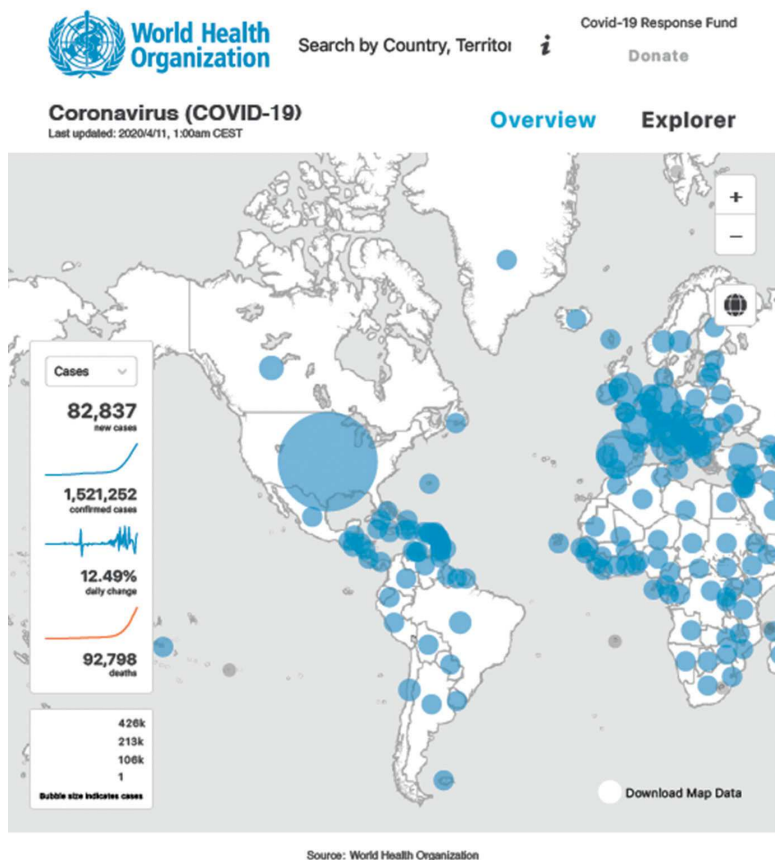 World Health
Organization
Search by Country, Territo
i
Covid-19 Response Fund
Donate
Coronavirus (COVID-19)
Last updated: 2020/4/11, 1:00am CEST
Overview
Explorer
+
−
Cases
82,837
new cases
1,521,252
confirmed cases
12.49%
daily change
92,798
deaths
426k
213k
106k
1
Bubble size indicates cases
Download Map Data
Source: World Health Organization